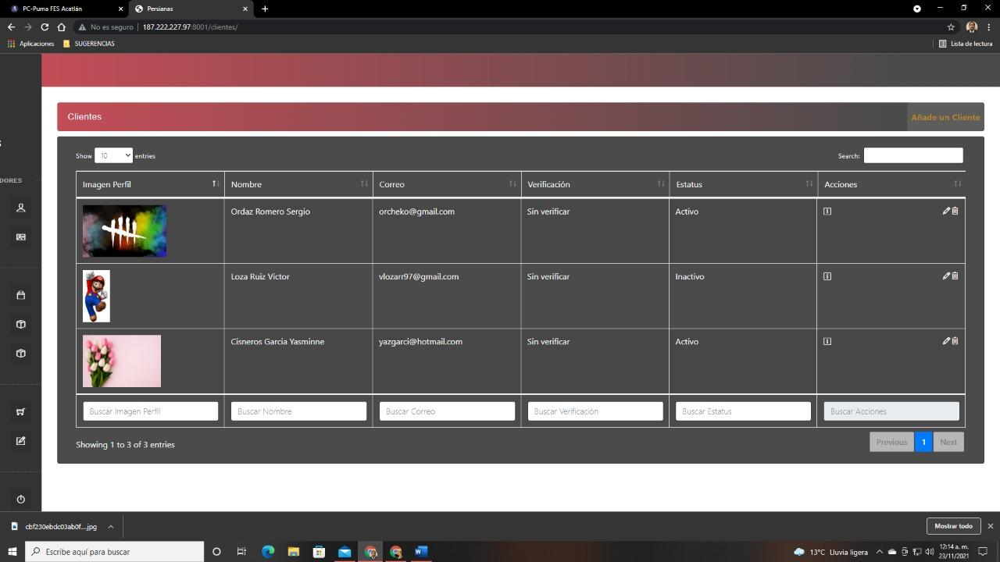 PC-Puma FES Acatlán
Persianas
No es seguro 187.222.227.97:8001/clientes/
Aplicaciones SUGERENCIAS Lista de lectura
S
DORES
Clientes Añade un Cliente
Show 10 entries Search:
Imagen Perfil Nombre Correo Verificación Estatus Acciones
Ordaz Romero Sergio orcheko@gmail.com Sin verificar Activo
Loza Ruiz Victor vlozarr97@gmail.com Sin verificar Inactivo
Cisneros Garcia Yasminne yazgarci@hotmail.com Sin verificar Activo
Buscar Imagen Perfil Buscar Nombre Buscar Correo Buscar Verificación Buscar Estatus Buscar Acciones
Showing 1 to 3 of 3 entries Previous 1 Next
cbf230ebdc03ab0f....jpg Mostrar todo
Escribe aquí para buscar 13°C Lluvia ligera 12:14 a. m.
23/11/2021